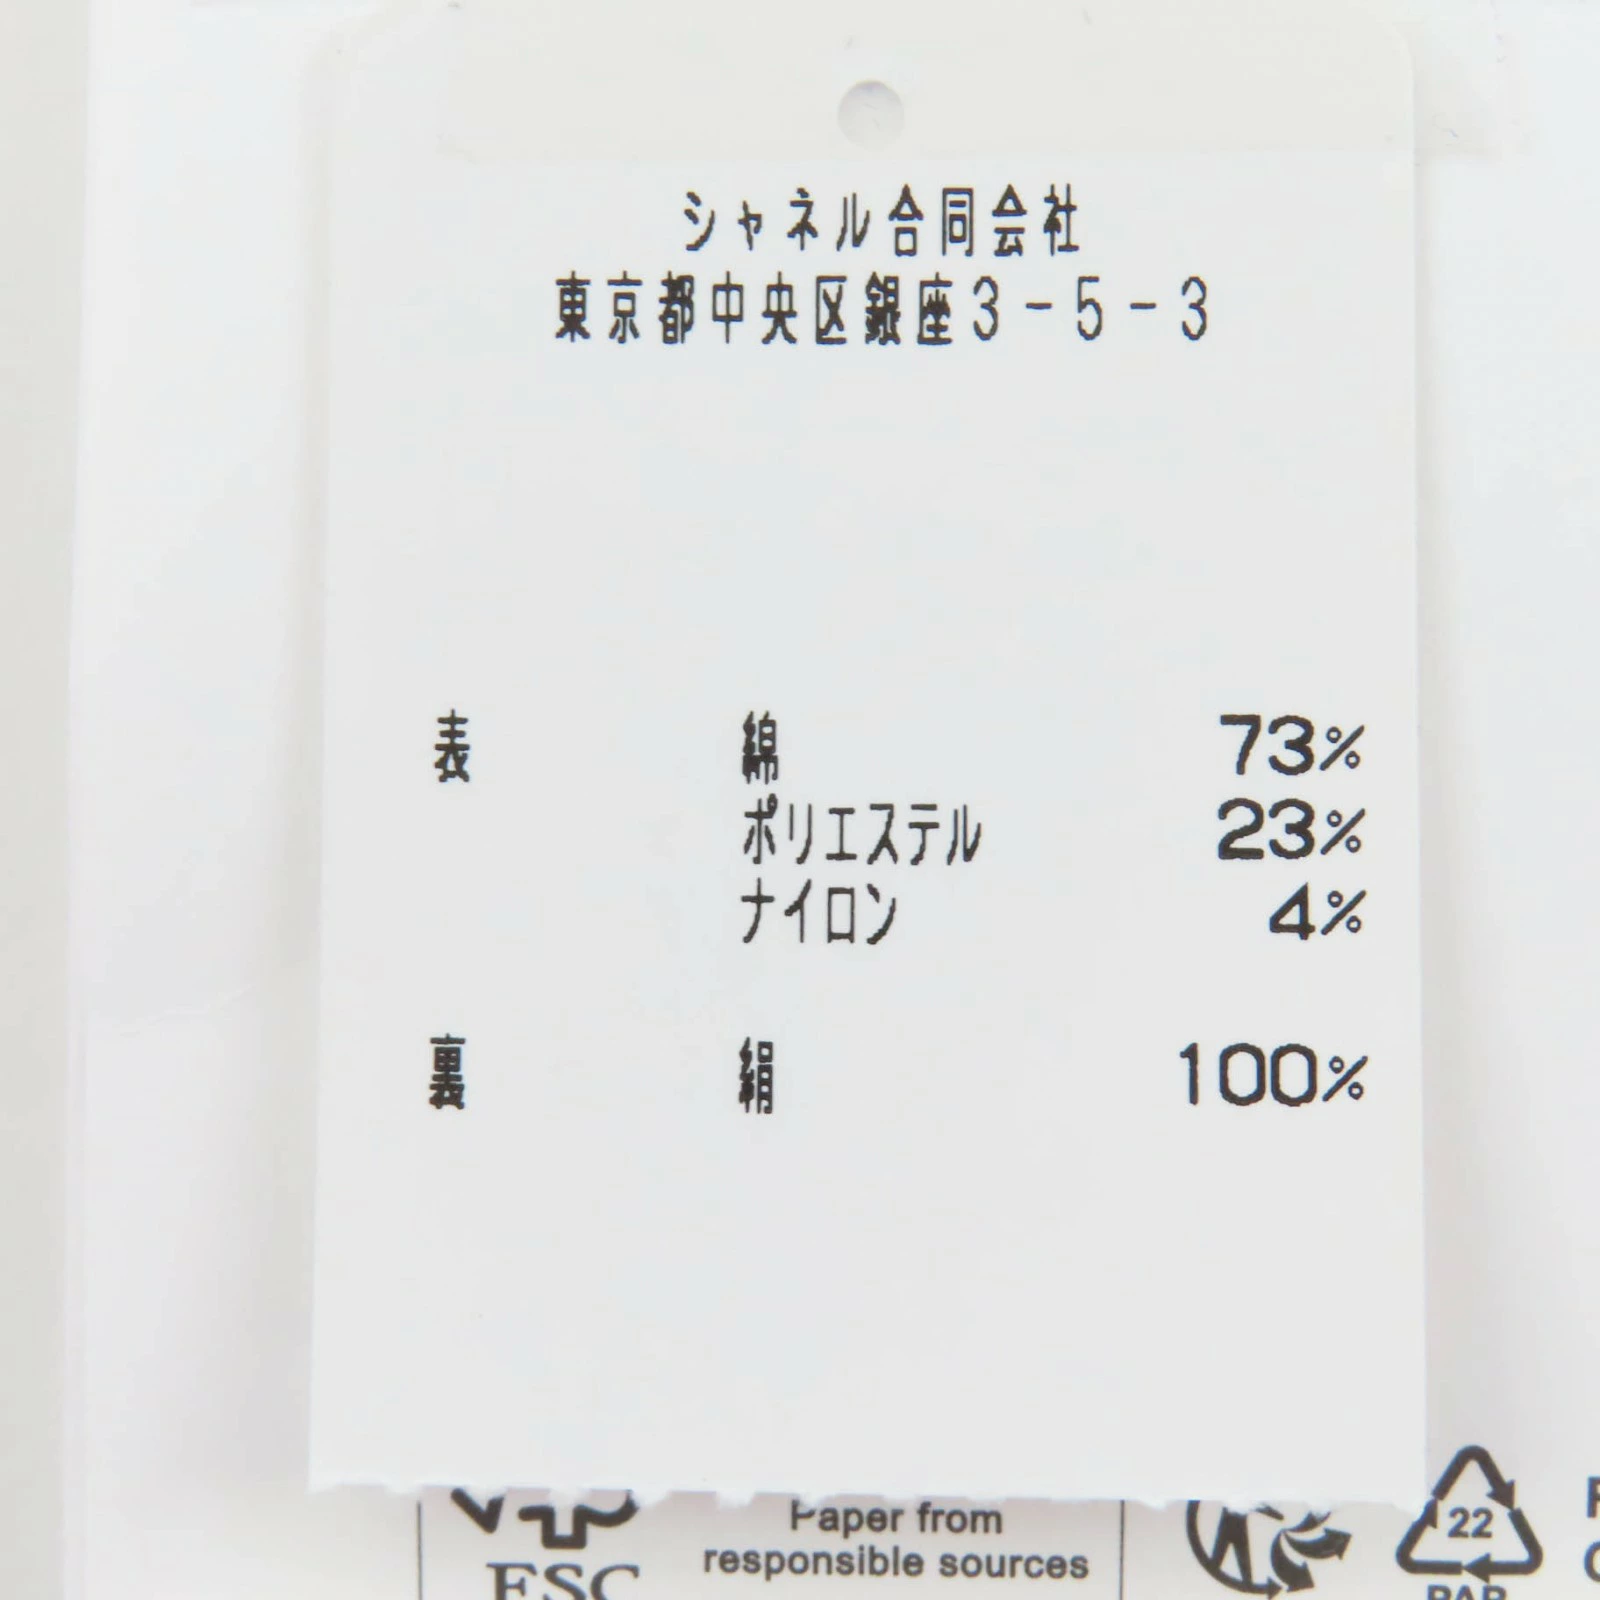 シャネル合同会社
東京都中央区銀座3-5-3
表 綿 73%
ポリエステル 23%
ナイロン 4%
裏 絹 100%
Paper from
responsible sources
FSC
22
PAP